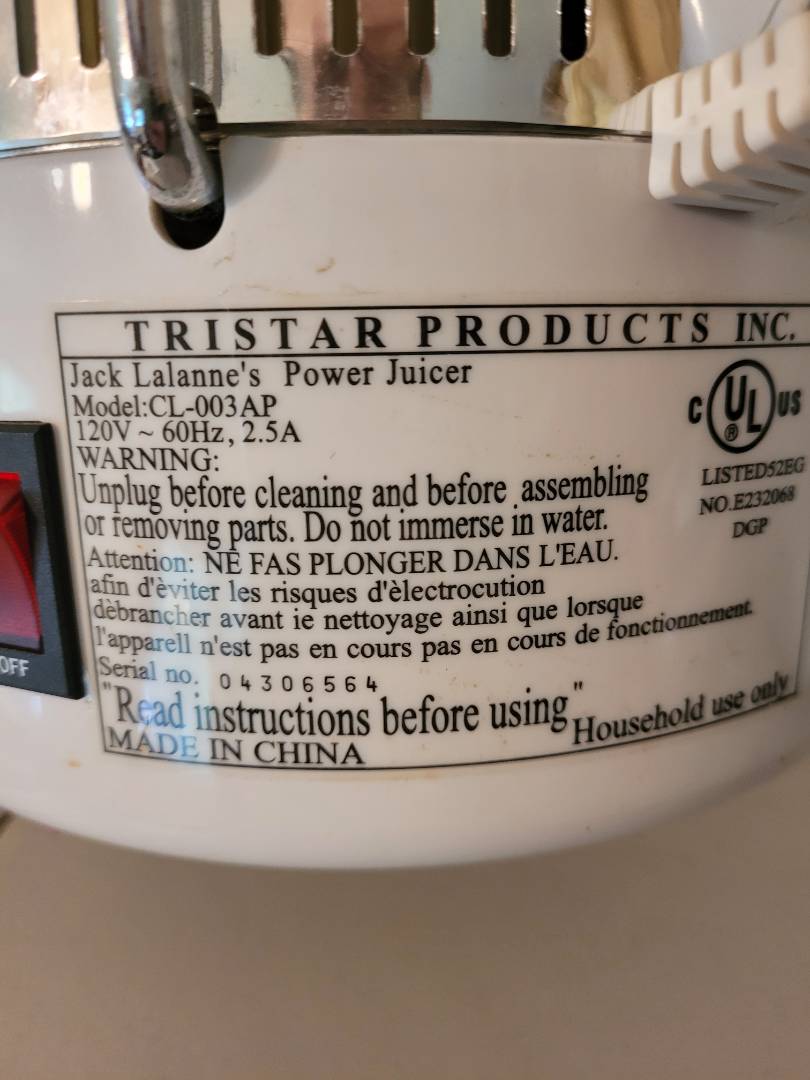 TRISTAR PRODUCTS INC.
Jack Lalanne's Power Juicer
Model:CL-003AP
120V ~ 60Hz, 2.5A
WARNING:
Unplug before cleaning and before assembling
or removing parts. Do not immerse in water.
Attention: NE FAS PLONGER DANS L'EAU.
afin d'èviter les risques d'èlectrocution
dèbrancher avant ie nettoyage ainsi que lorsque
l'apparell n'est pas en cours pas en cours de fonctionnement.
Serial no. 04306564
"Read instructions before using"
Household use only
MADE IN CHINA
C UL US
®
LISTED52EG
NO.E232068
DGP
OFF